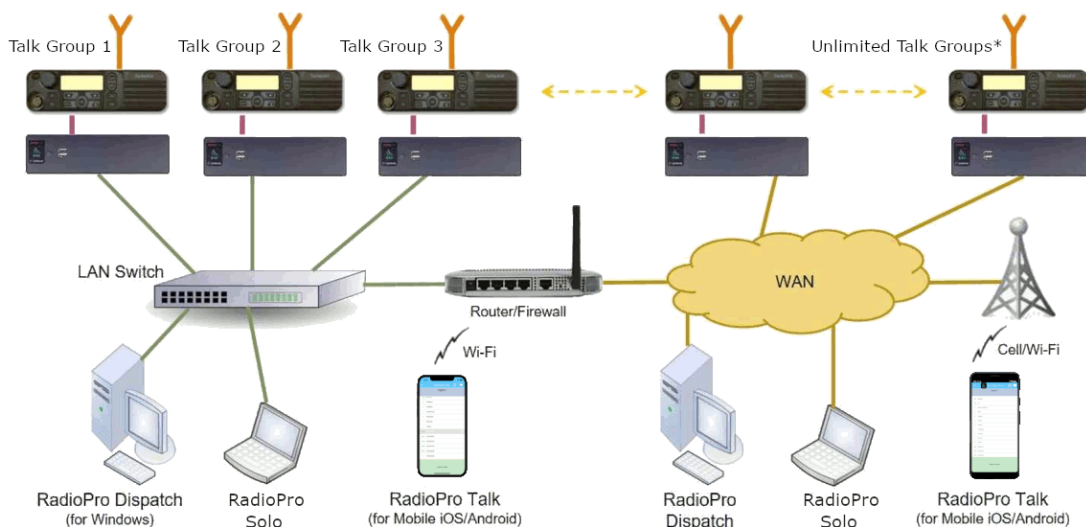 Talk Group 1
Talk Group 2
Talk Group 3
Unlimited Talk Groups*
LAN Switch
Router/Firewall
WAN
Wi-Fi
Cell/Wi-Fi
RadioPro Dispatch
(for Windows)
RadioPro
Solo
RadioPro Talk
(for Mobile iOS/Android)
RadioPro
Dispatch
RadioPro
Solo
RadioPro Talk
(for Mobile iOS/Android)